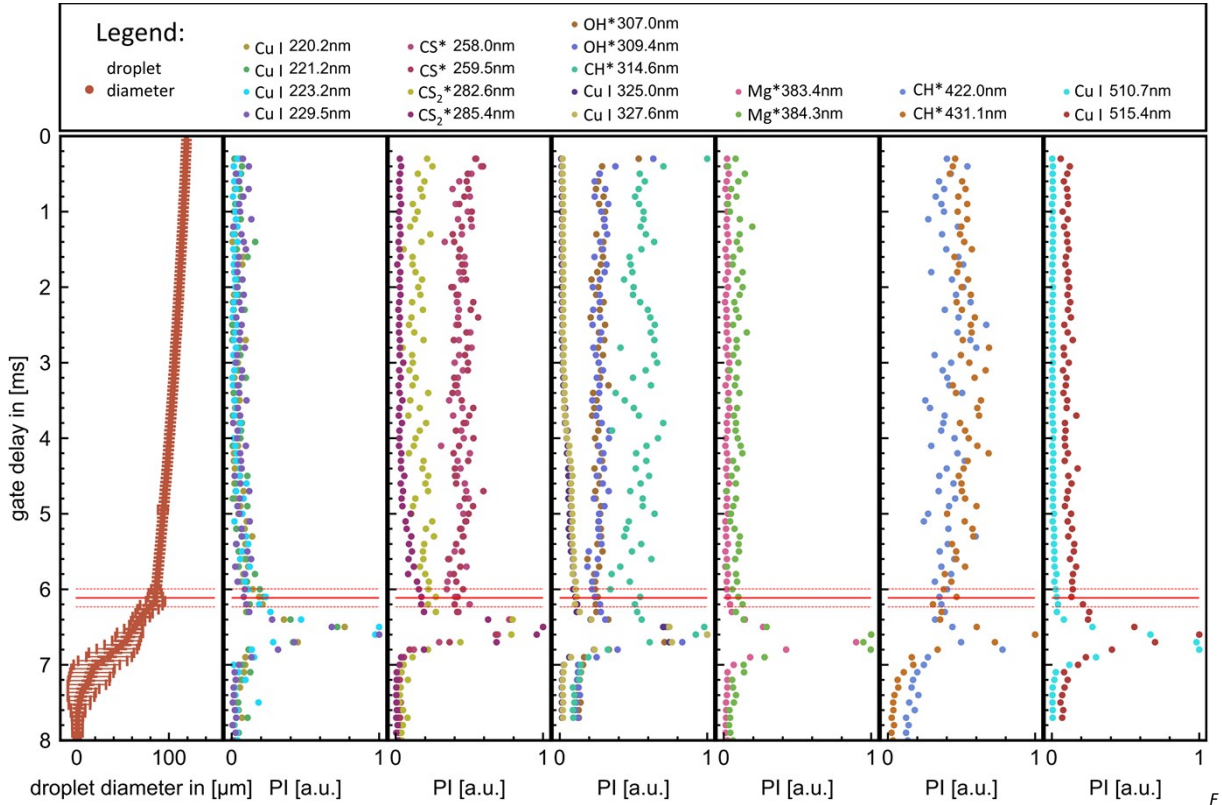 Legend:
droplet
diameter
Cu I 220.2nm
Cu I 221.2nm
Cu I 223.2nm
Cu I 229.5nm
CS* 258.0nm
CS* 259.5nm
CS₂* 282.6nm
CS₂* 285.4nm
OH* 307.0nm
OH* 309.4nm
CH* 314.6nm
Cu I 325.0nm
Cu I 327.6nm
Mg* 383.4nm
Mg* 384.3nm
CH* 422.0nm
CH* 431.1nm
Cu I 510.7nm
Cu I 515.4nm
gate delay in [ms]
0
1
2
3
4
5
6
7
8
0 100 0 1 0 1 0 1 0 1 0 1 0 1
droplet diameter in [µm] PI [a.u.] PI [a.u.] PI [a.u.] PI [a.u.] PI [a.u.] PI [a.u.]
F